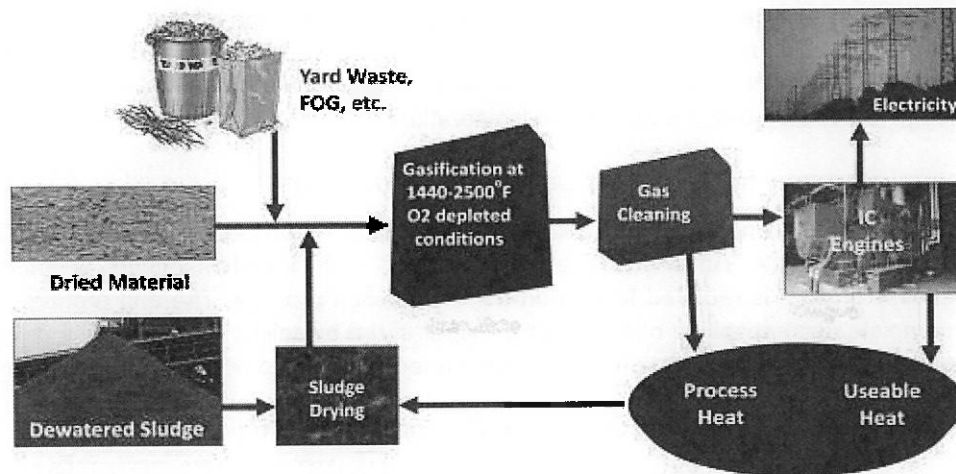 Yard Waste,
FOG, etc.
Electricity
Gasification at
1440-2500°F
O2 depleted
conditions
Gas
Cleaning
IC
Engines
Dried Material
Sludge
Drying
Dewatered Sludge
Process
Heat
Useable
Heat